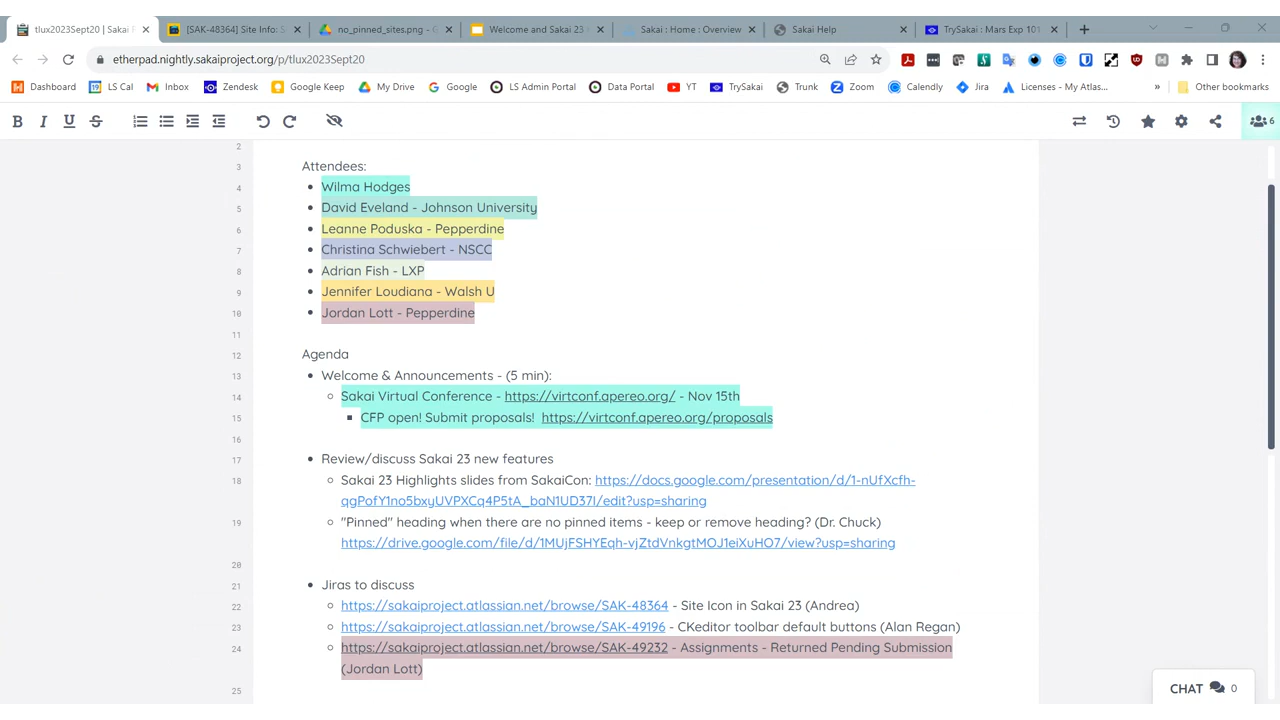 tlux2023Sept20 | Sakai E
[SAK-48364] Site Info: S
no_pinned_sites.png - G
Welcome and Sakai 23
Sakai : Home : Overview
Sakai Help
TrySakai : Mars Exp 101
etherpad.nightly.sakaiproject.org/p/tlux2023Sept20
Dashboard
LS Cal
Inbox
Zendesk
Google Keep
My Drive
Google
LS Admin Portal
Data Portal
YT
TrySakai
Trunk
Zoom
Calendly
Jira
Licenses - My Atlas...
»
Other bookmarks
B I U S
6
2
3 Attendees:
4 • Wilma Hodges
5 • David Eveland - Johnson University
6 • Leanne Poduska - Pepperdine
7 • Christina Schwiebert - NSCC
8 • Adrian Fish - LXP
9 • Jennifer Loudiana - Walsh U
10 • Jordan Lott - Pepperdine
11
12 Agenda
13 • Welcome & Announcements - (5 min):
14 ◦ Sakai Virtual Conference - https://virtconf.apereo.org/ - Nov 15th
15 ▪ CFP open! Submit proposals! https://virtconf.apereo.org/proposals
16
17 • Review/discuss Sakai 23 new features
18 ◦ Sakai 23 Highlights slides from SakaiCon: https://docs.google.com/presentation/d/1-nUfXcfh-
qgPofY1no5bxyUVPXCq4P5tA_baN1UD37I/edit?usp=sharing
19 ◦ "Pinned" heading when there are no pinned items - keep or remove heading? (Dr. Chuck)
https://drive.google.com/file/d/1MUjFSHYEqh-vjZtdVnkgtMOJ1eiXuHO7/view?usp=sharing
20
21 • Jiras to discuss
22 ◦ https://sakaiproject.atlassian.net/browse/SAK-48364 - Site Icon in Sakai 23 (Andrea)
23 ◦ https://sakaiproject.atlassian.net/browse/SAK-49196 - CKeditor toolbar default buttons (Alan Regan)
24 ◦ https://sakaiproject.atlassian.net/browse/SAK-49232 - Assignments - Returned Pending Submission
(Jordan Lott)
25
CHAT 0